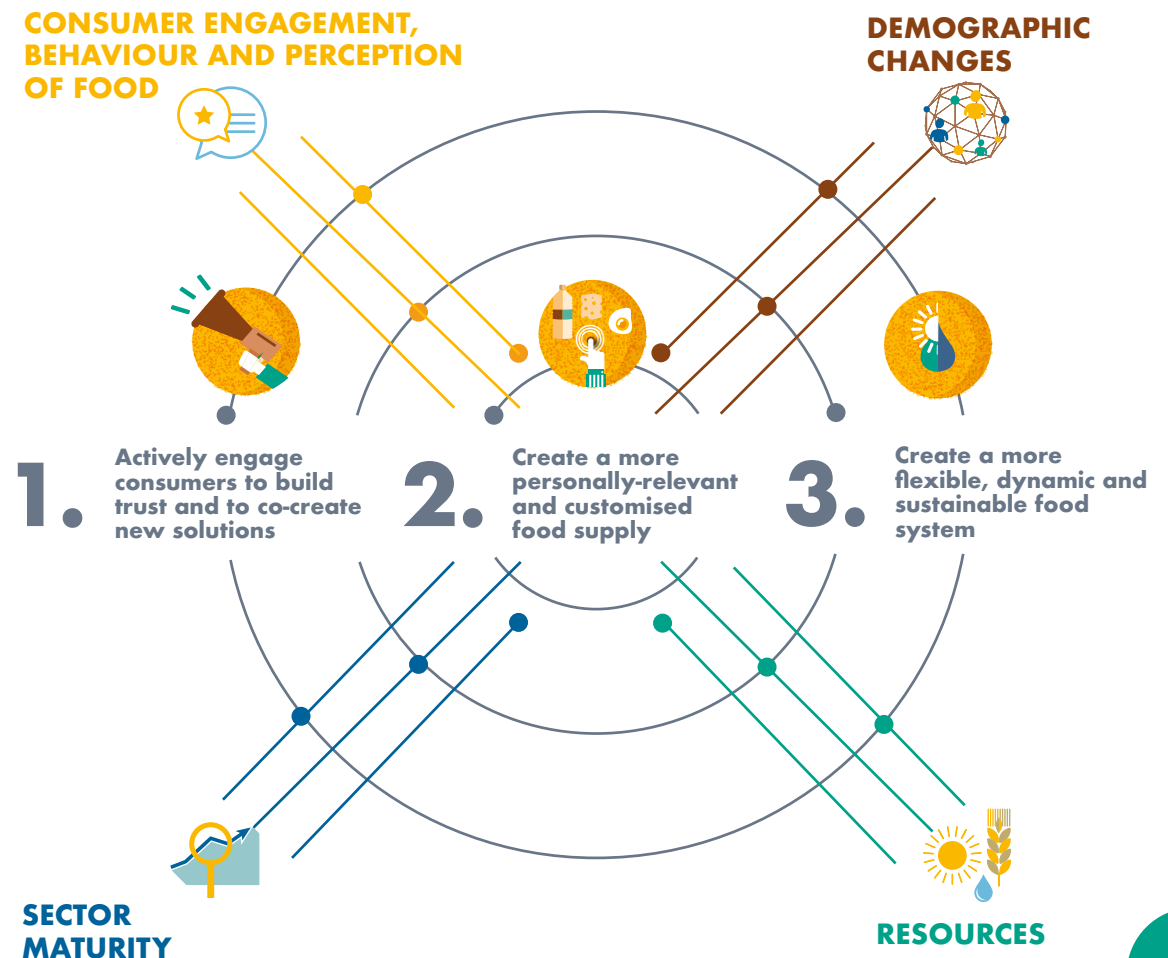 CONSUMER ENGAGEMENT,
BEHAVIOUR AND PERCEPTION
OF FOOD
DEMOGRAPHIC
CHANGES
1.
Actively engage
consumers to build
trust and to co-create
new solutions
2.
Create a more
personally-relevant
and customised
food supply
3.
Create a more
flexible, dynamic and
sustainable food
system
SECTOR
MATURITY
RESOURCES